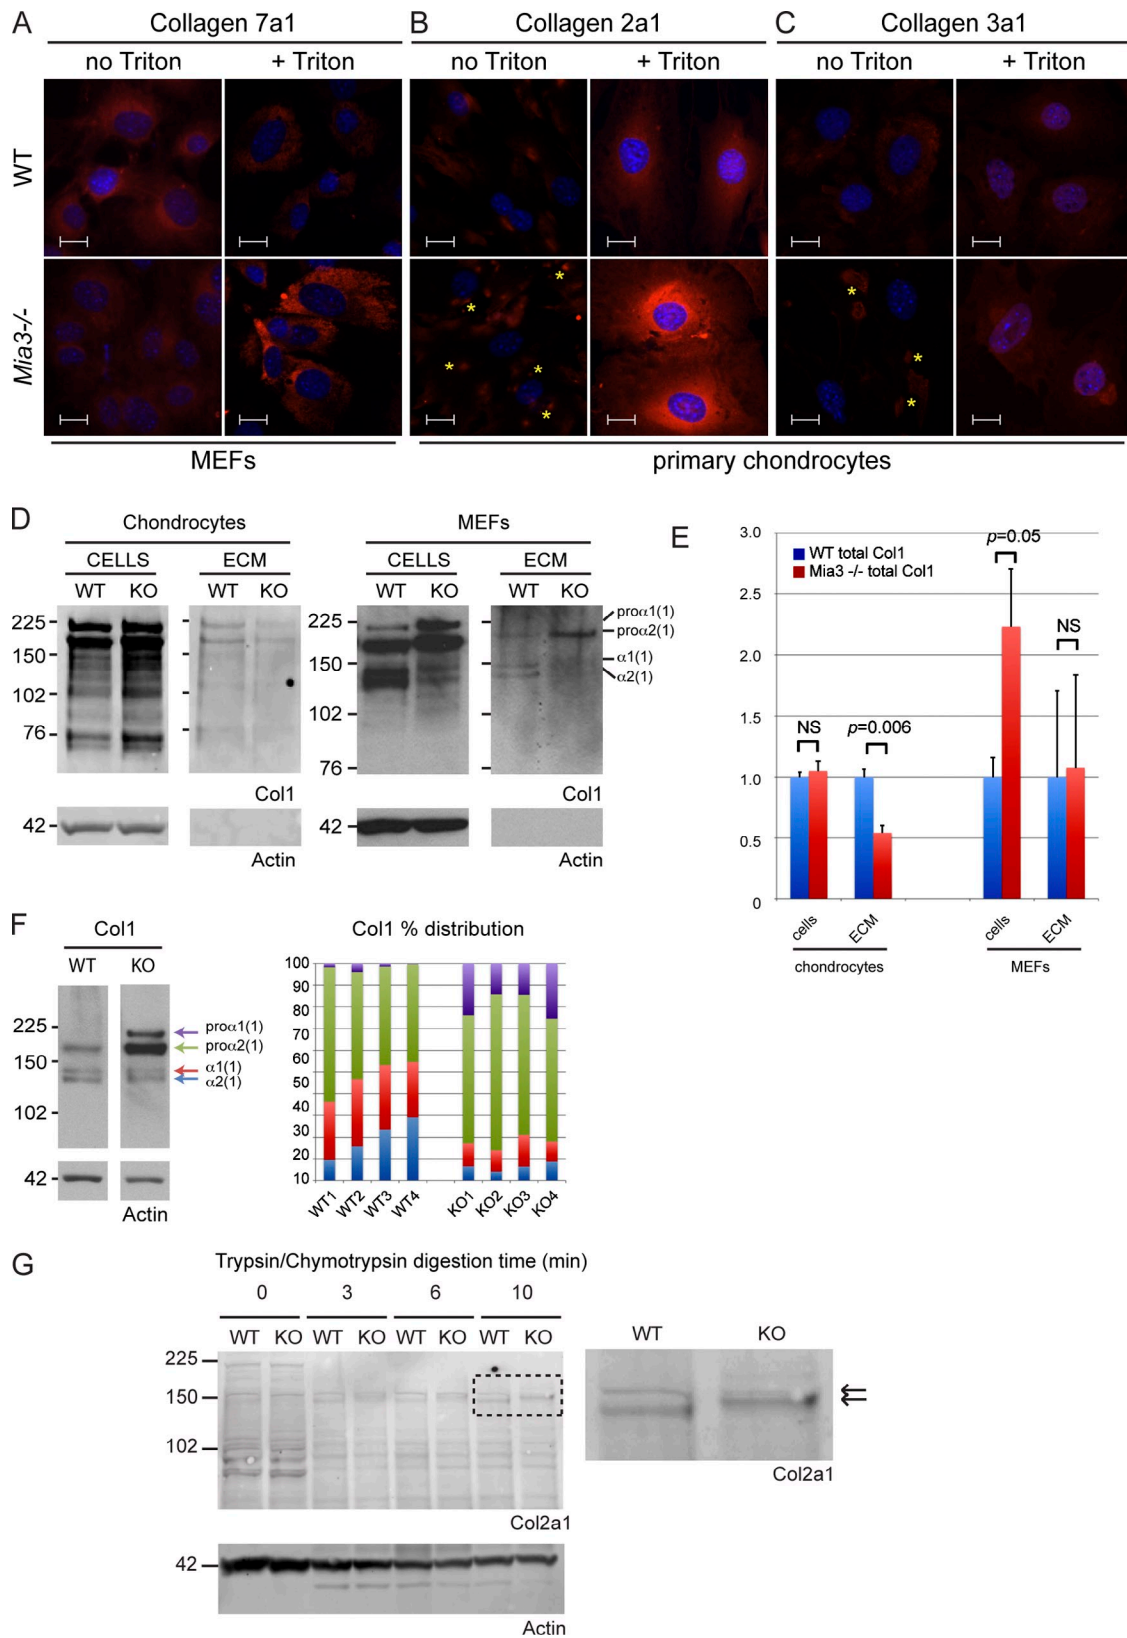 A Collagen 7a1 B Collagen 2a1 C Collagen 3a1
no Triton + Triton no Triton + Triton no Triton + Triton
WT
* * * * * * * *
Mia3-/-
MEFs primary chondrocytes
D Chondrocytes MEFs
CELLS ECM CELLS ECM
WT KO WT KO WT KO WT KO
225
150
102
76
Col1
42
Actin
225
150
102
76
proα1(1)
proα2(1)
α1(1)
α2(1)
Col1
42
Actin
E
3.0
2.5
2.0
1.5
1.0
0.5
0
WT total Col1
Mia3 -/- total Col1
NS
p=0.006
p=0.05
NS
cells ECM cells ECM
chondrocytes MEFs
F Col1
WT KO
225
150
102
proα1(1)
proα2(1)
α1(1)
α2(1)
42
Actin
Col1 % distribution
100
90
80
70
60
50
40
30
20
10
WT1 WT2 WT3 WT4 KO1 KO2 KO3 KO4
G Trypsin/Chymotrypsin digestion time (min)
0 3 6 10
WT KO WT KO WT KO WT KO
225
150
102
Col2a1
42
Actin
WT KO
Col2a1